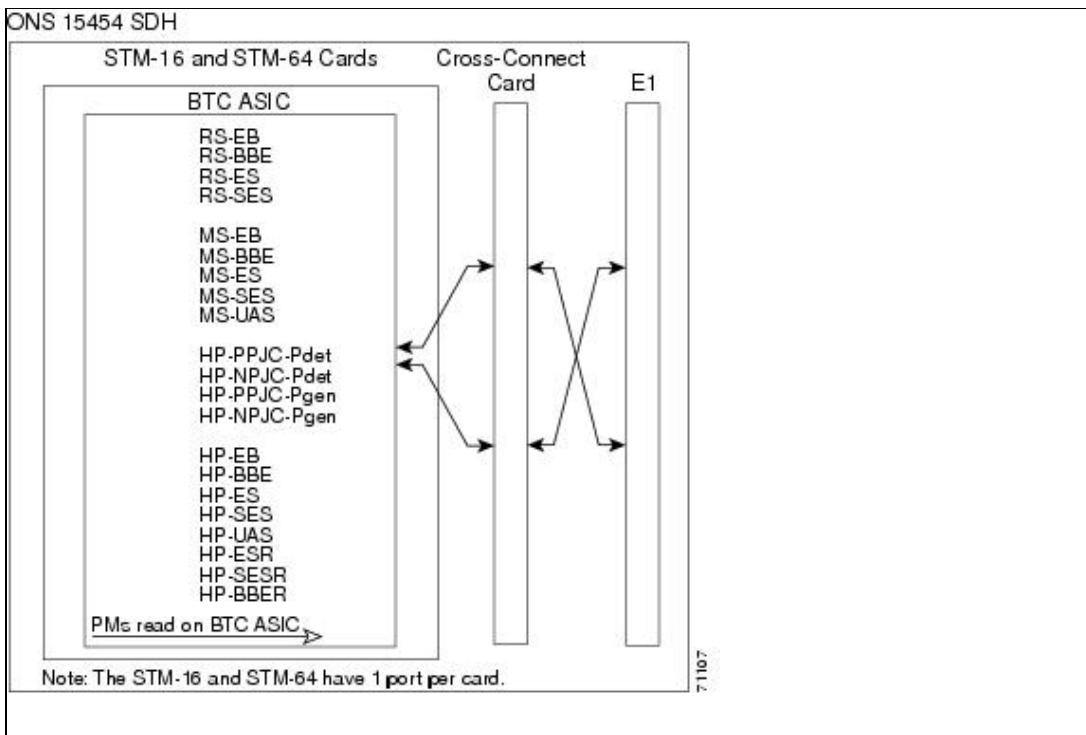 ONS 15454 SDH
STM-16 and STM-64 Cards
Cross-Connect
Card
E1
BTC ASIC
RS-EB
RS-BBE
RS-ES
RS-SES
MS-EB
MS-BBE
MS-ES
MS-SES
MS-UAS
HP-PPJC-Pdet
HP-NPJC-Pdet
HP-PPJC-Pgen
HP-NPJC-Pgen
HP-EB
HP-BBE
HP-ES
HP-SES
HP-UAS
HP-ESR
HP-SESR
HP-BBER
PMs read on BTC ASIC
Note: The STM-16 and STM-64 have 1 port per card.
71107